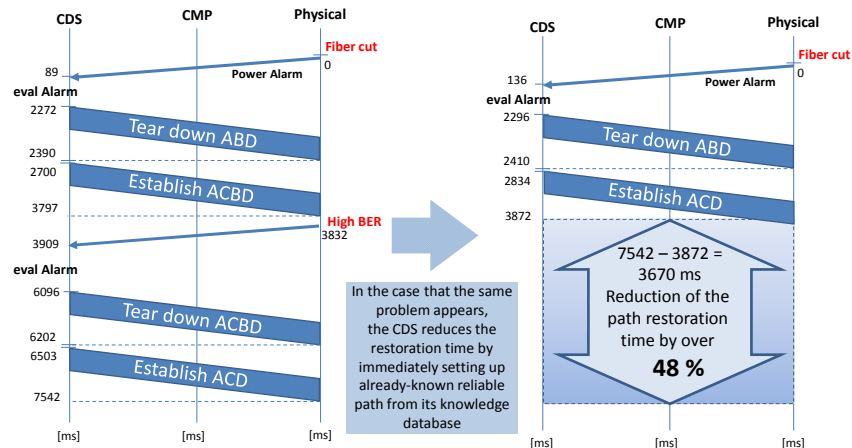 CDS
CMP
Physical
Fiber cut
0
89
Power Alarm
eval Alarm
2272
Tear down ABD
2390
2700
Establish ACBD
3797
High BER
3832
3909
eval Alarm
6096
Tear down ACBD
6202
6503
Establish ACD
7542
[ms]
[ms]
[ms]
In the case that the same
problem appears,
the CDS reduces the
restoration time by
immediately setting up
already-known reliable
path from its knowledge
database
CDS
CMP
Physical
Fiber cut
0
136
Power Alarm
eval Alarm
2296
Tear down ABD
2410
2834
Establish ACD
3872
7542 – 3872 =
3670 ms
Reduction of the
path restoration
time by over
48 %
[ms]
[ms]
[ms]